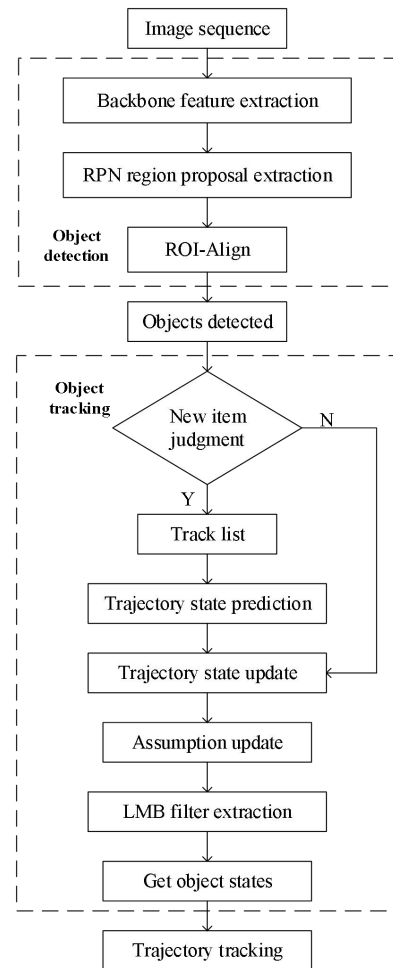 Image sequence
Backbone feature extraction
RPN region proposal extraction
Object
detection
ROI-Align
Objects detected
Object
tracking
New item
judgment
N
Y
Track list
Trajectory state prediction
Trajectory state update
Assumption update
LMB filter extraction
Get object states
Trajectory tracking